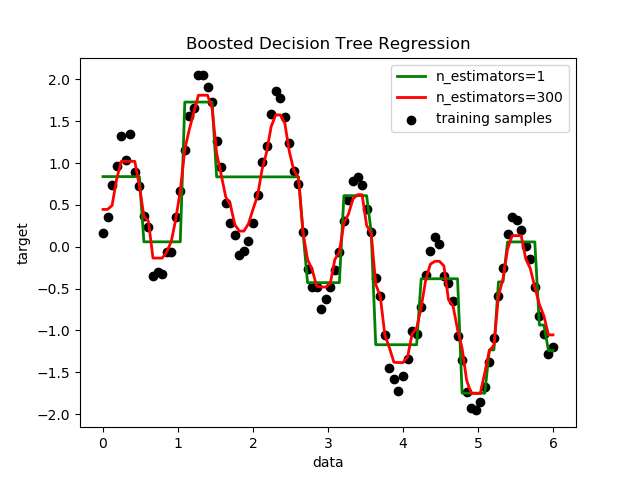 Boosted Decision Tree Regression
n_estimators=1
n_estimators=300
training samples
target
2.0
1.5
1.0
0.5
0.0
−0.5
−1.0
−1.5
−2.0
0 1 2 3 4 5 6
data